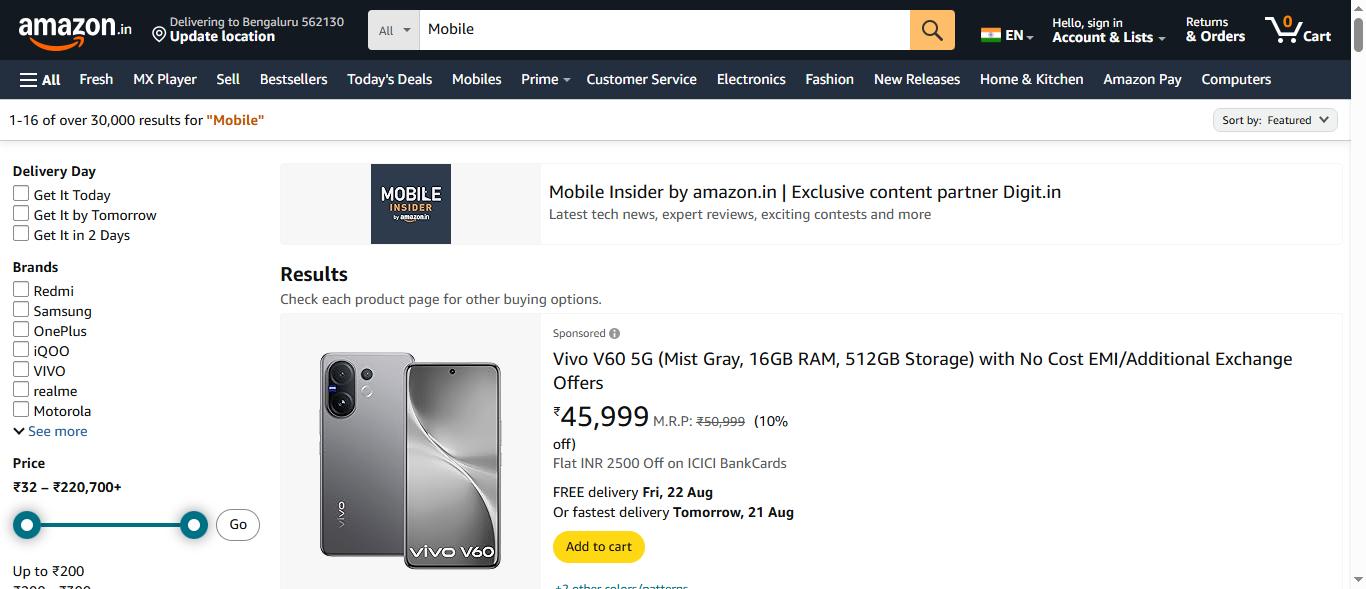 amazon.in
Delivering to Bengaluru 562130
Update location
All
Mobile
EN
Hello, sign in
Account & Lists
Returns
& Orders
0
Cart
All Fresh MX Player Sell Bestsellers Today's Deals Mobiles Prime Customer Service Electronics Fashion New Releases Home & Kitchen Amazon Pay Computers
1-16 of over 30,000 results for "Mobile"
Sort by: Featured
Delivery Day
Get It Today
Get It by Tomorrow
Get It in 2 Days
Brands
Redmi
Samsung
OnePlus
iQOO
VIVO
realme
Motorola
See more
Price
₹32 – ₹220,700+
Go
Up to ₹200
MOBILE
INSIDER
by amazon.in
Mobile Insider by amazon.in | Exclusive content partner Digit.in
Latest tech news, expert reviews, exciting contests and more
Results
Check each product page for other buying options.
vivo
vivo V60
Sponsored
Vivo V60 5G (Mist Gray, 16GB RAM, 512GB Storage) with No Cost EMI/Additional Exchange
Offers
₹45,999 M.R.P: ₹50,999 (10%
off)
Flat INR 2500 Off on ICICI BankCards
FREE delivery Fri, 22 Aug
Or fastest delivery Tomorrow, 21 Aug
Add to cart
+2 other colors/patterns